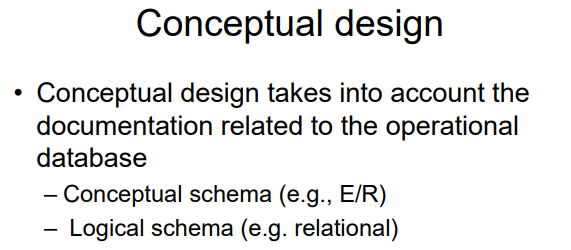 Conceptual design
• Conceptual design takes into account the
documentation related to the operational
database
– Conceptual schema (e.g., E/R)
– Logical schema (e.g. relational)